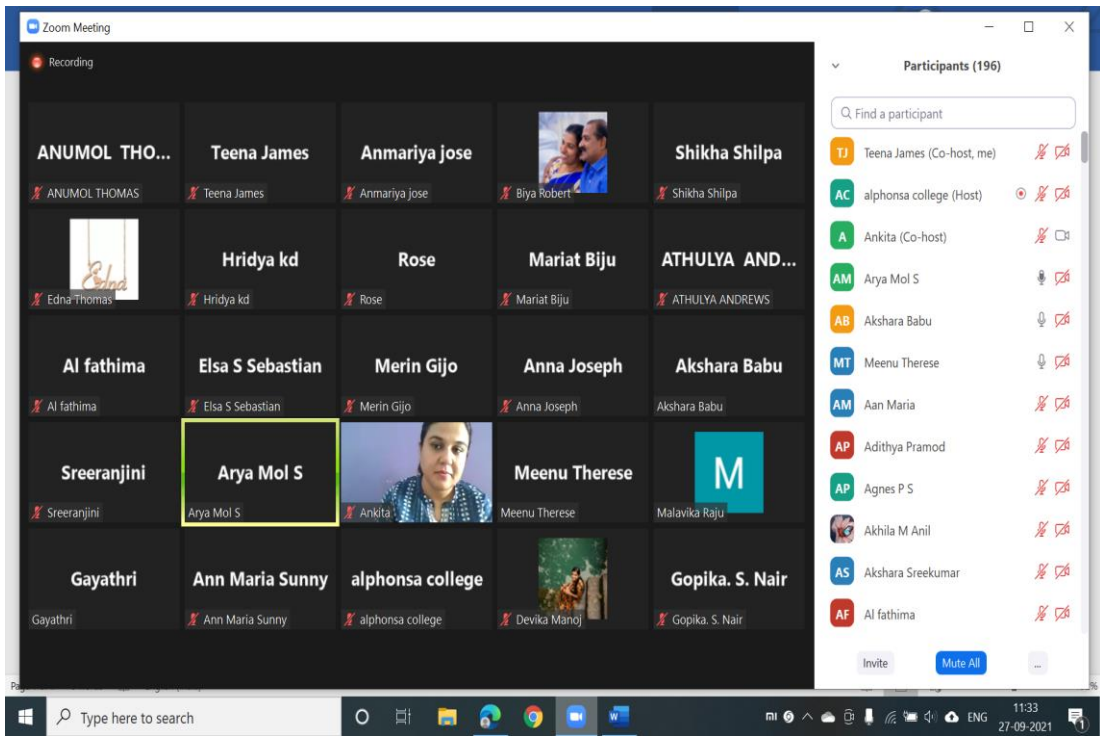 Zoom Meeting
Recording
Participants (196)
Find a participant
ANUMOL THO...
ANUMOL THOMAS
Teena James
Teena James
Anmariya jose
Anmariya jose
Biya Robert
Shikha Shilpa
Shikha Shilpa
Edna
Edna Thomas
Hridya kd
Hridya kd
Rose
Rose
Mariat Biju
Mariat Biju
ATHULYA AND...
ATHULYA ANDREWS
Al fathima
Al fathima
Elsa S Sebastian
Elsa S Sebastian
Merin Gijo
Merin Gijo
Anna Joseph
Anna Joseph
Akshara Babu
Akshara Babu
Sreeranjini
Sreeranjini
Arya Mol S
Arya Mol S
Ankita
Meenu Therese
Meenu Therese
M
Malavika Raju
Gayathri
Gayathri
Ann Maria Sunny
Ann Maria Sunny
alphonsa college
alphonsa college
Devika Manoj
Gopika. S. Nair
Gopika. S. Nair
TJ Teena James (Co-host, me)
AC alphonsa college (Host)
A Ankita (Co-host)
AM Arya Mol S
AB Akshara Babu
MT Meenu Therese
AM Aan Maria
AP Adithya Pramod
AP Agnes P S
Akhila M Anil
AS Akshara Sreekumar
AF Al fathima
Invite Mute All ...
Type here to search
ENG
11:33
27-09-2021
1